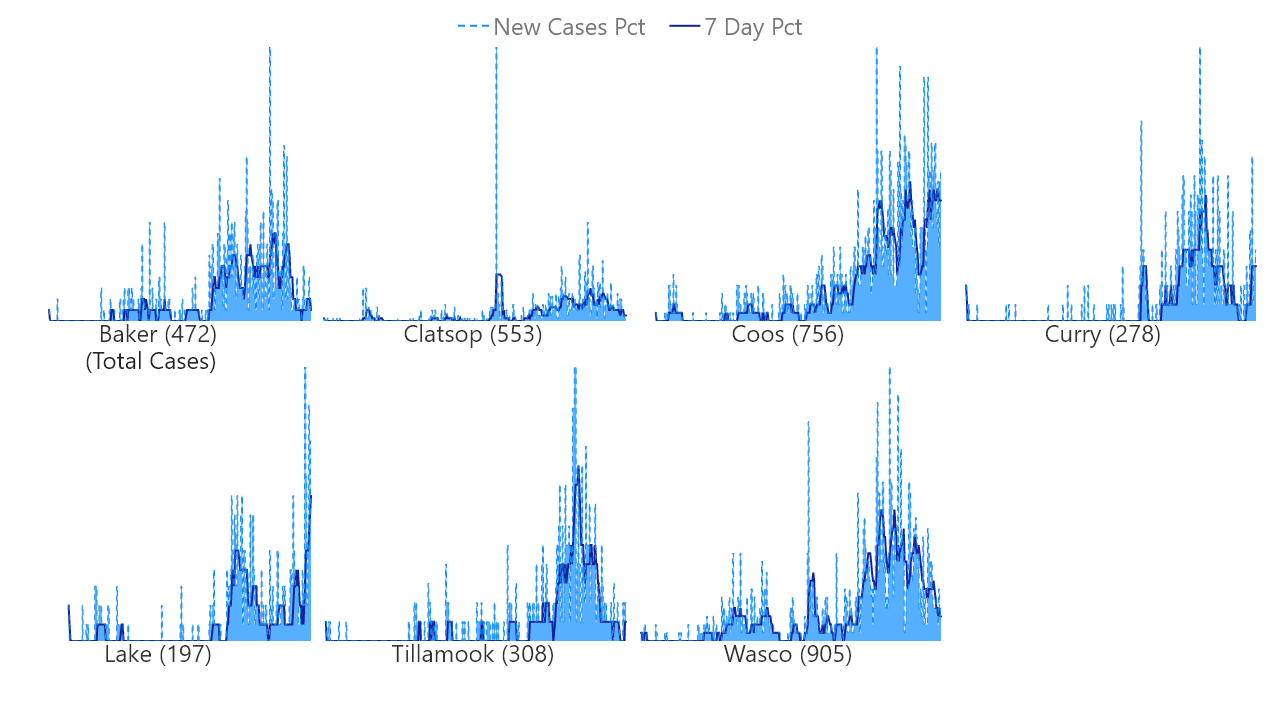 New Cases Pct 7 Day Pct
Baker (472) Clatsop (553) Coos (756) Curry (278)
(Total Cases)
Lake (197) Tillamook (308) Wasco (905)